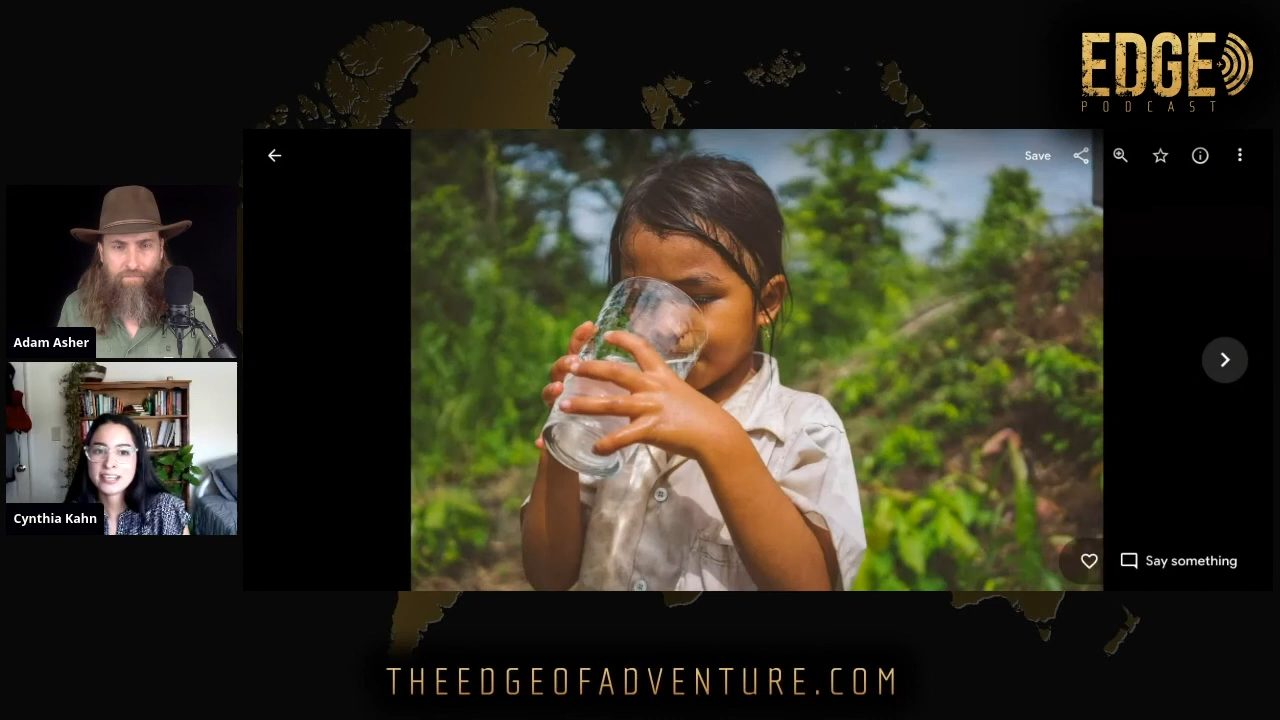 EDGE
PODCAST
Save
Adam Asher
Cynthia Kahn
Say something
THEEDGEOFADVENTURE.COM